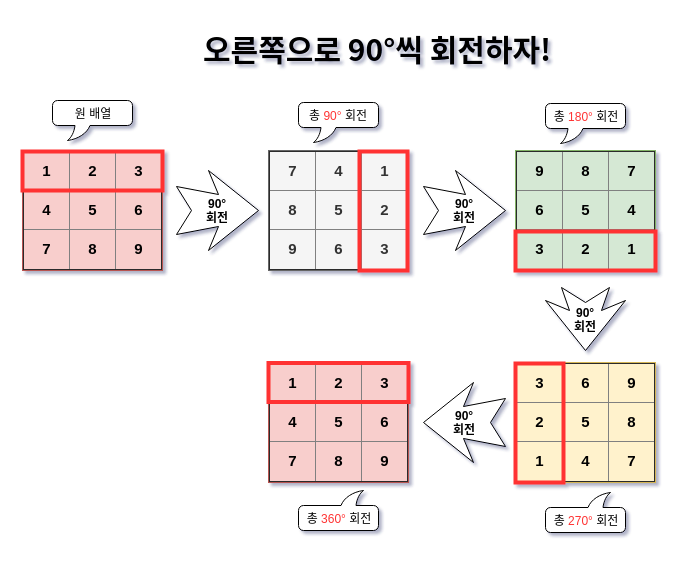 오른쪽으로 90°씩 회전하자!
원 배열
총 90° 회전
총 180° 회전
1 2 3
4 5 6
7 8 9
90°
회전
7 4 1
8 5 2
9 6 3
90°
회전
9 8 7
6 5 4
3 2 1
90°
회전
3 6 9
2 5 8
1 4 7
총 270° 회전
90°
회전
1 2 3
4 5 6
7 8 9
총 360° 회전